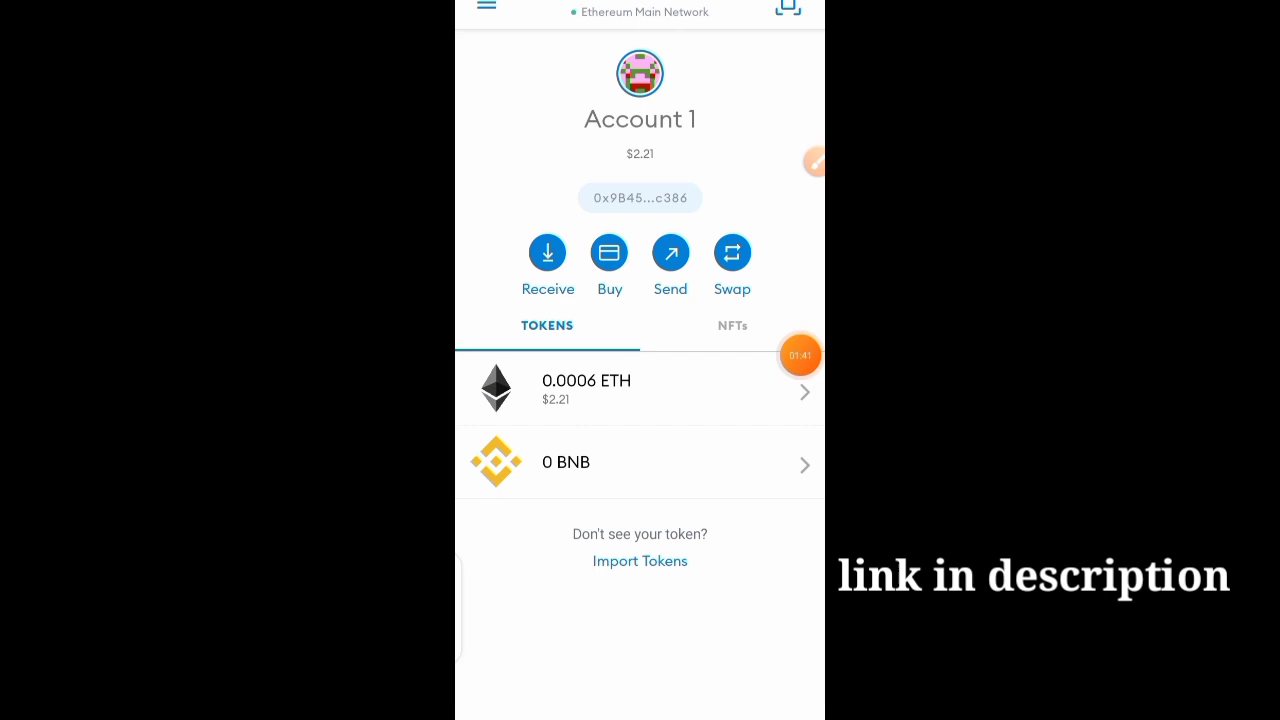 Ethereum Main Network
Account 1
$2.21
0x9B45...c386
Receive Buy Send Swap
TOKENS NFTs
01:41
0.0006 ETH
$2.21
0 BNB
Don't see your token?
Import Tokens
link in description